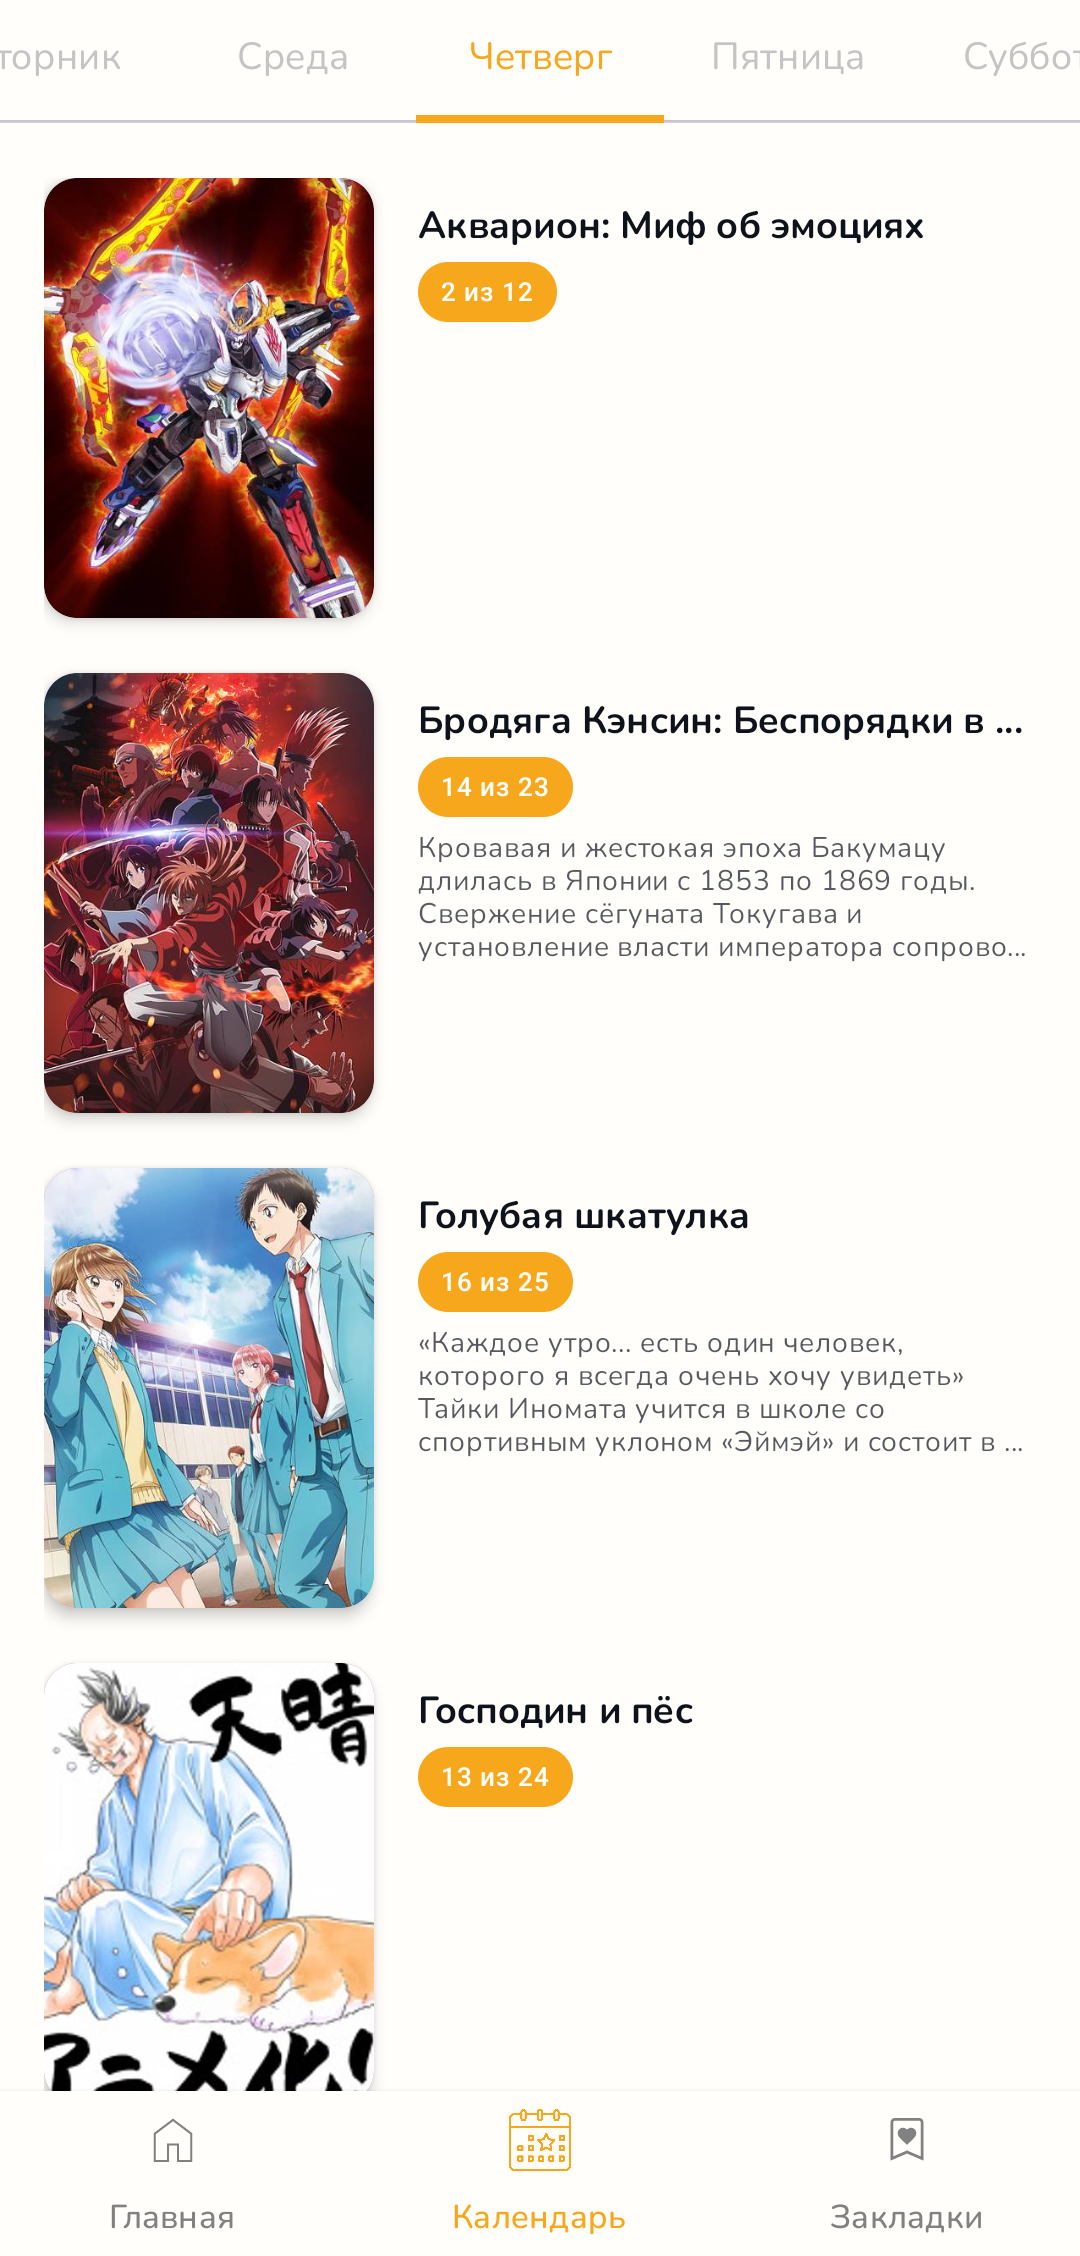 торник Среда Четверг Пятница Суббот
Акварион: Миф об эмоциях
2 из 12
Бродяга Кэнсин: Беспорядки в ...
14 из 23
Кровавая и жестокая эпоха Бакумацу
длилась в Японии с 1853 по 1869 годы.
Свержение сёгуната Токугава и
установление власти императора сопрово...
Голубая шкатулка
16 из 25
«Каждое утро... есть один человек,
которого я всегда очень хочу увидеть»
Тайки Иномата учится в школе со
спортивным уклоном «Эймэй» и состоит в ...
天晴
Господин и пёс
13 из 24
アニメ化!
Главная Календарь Закладки